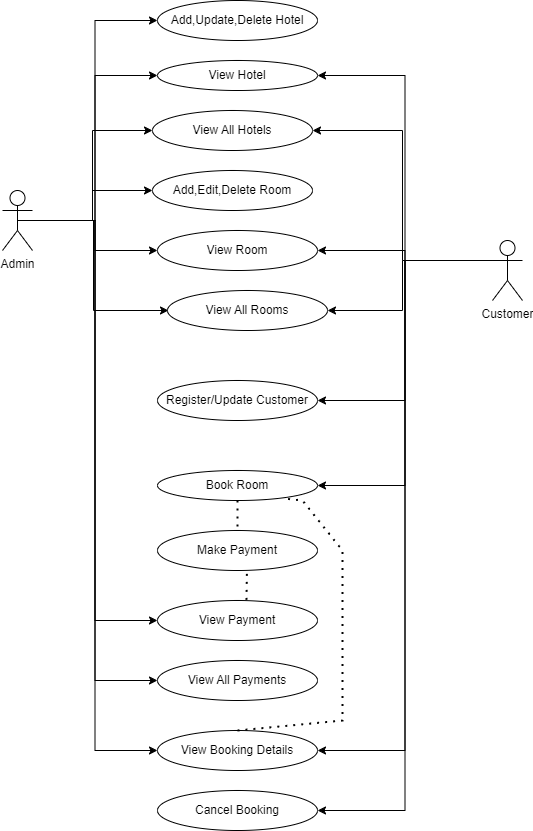 Add,Update,Delete Hotel
View Hotel
View All Hotels
Add,Edit,Delete Room
View Room
Admin
View All Rooms
Customer
Register/Update Customer
Book Room
Make Payment
View Payment
View All Payments
View Booking Details
Cancel Booking